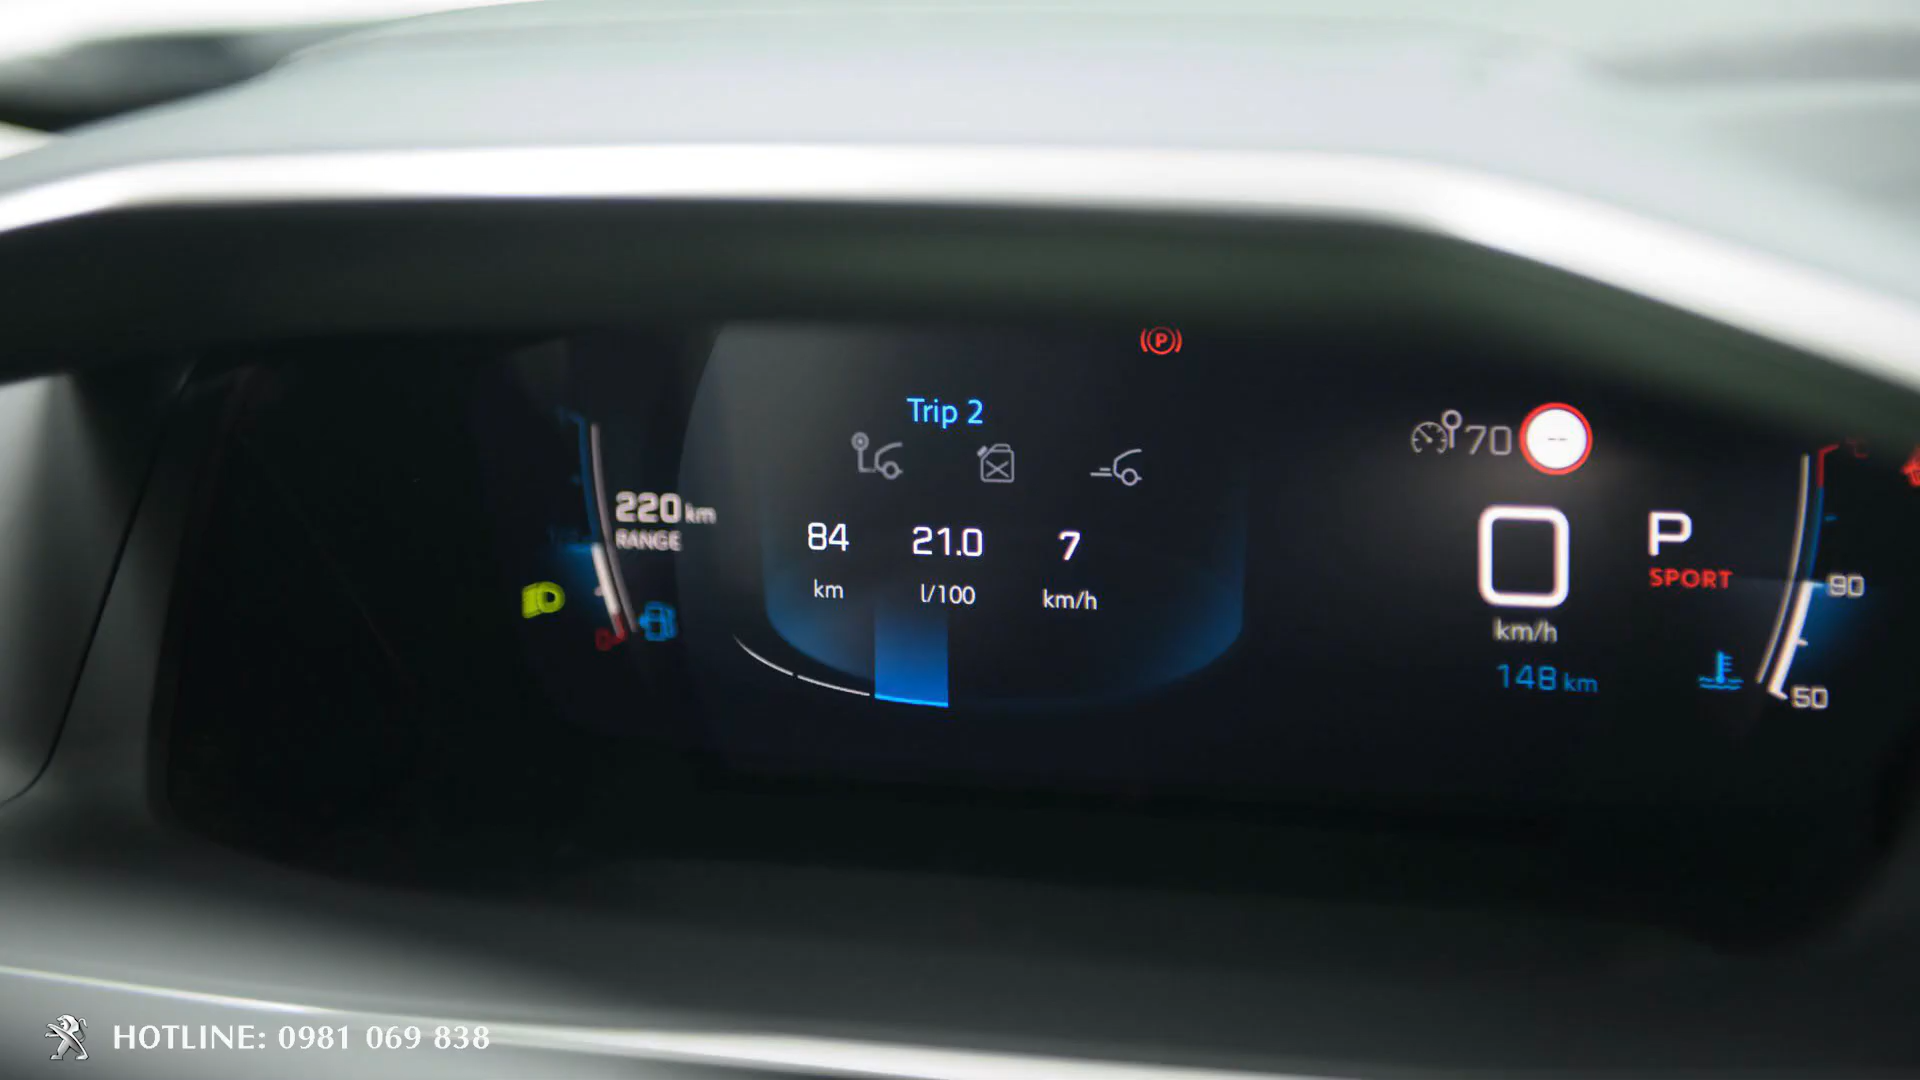 P
Trip 2
70 --
220 km
RANGE
84 21.0 7
km l/100 km/h
0
km/h
P
SPORT
148 km
90
50
0
HOTLINE: 0981 069 838